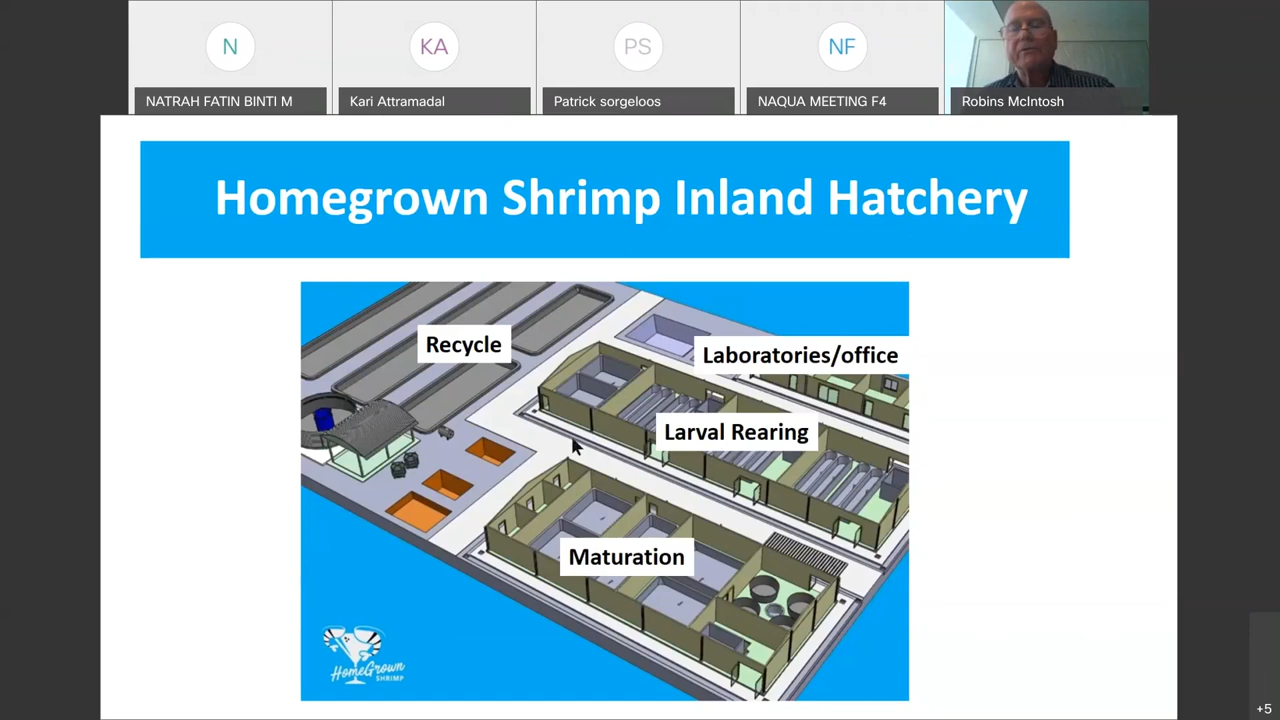 N
KA
PS
NF
NATRAH FATIN BINTI M
Kari Attramadal
Patrick sorgeloos
NAQUA MEETING F4
Robins McIntosh
Homegrown Shrimp Inland Hatchery
Recycle
Laboratories/office
Larval Rearing
Maturation
HomeGrown
SHRIMP
+5